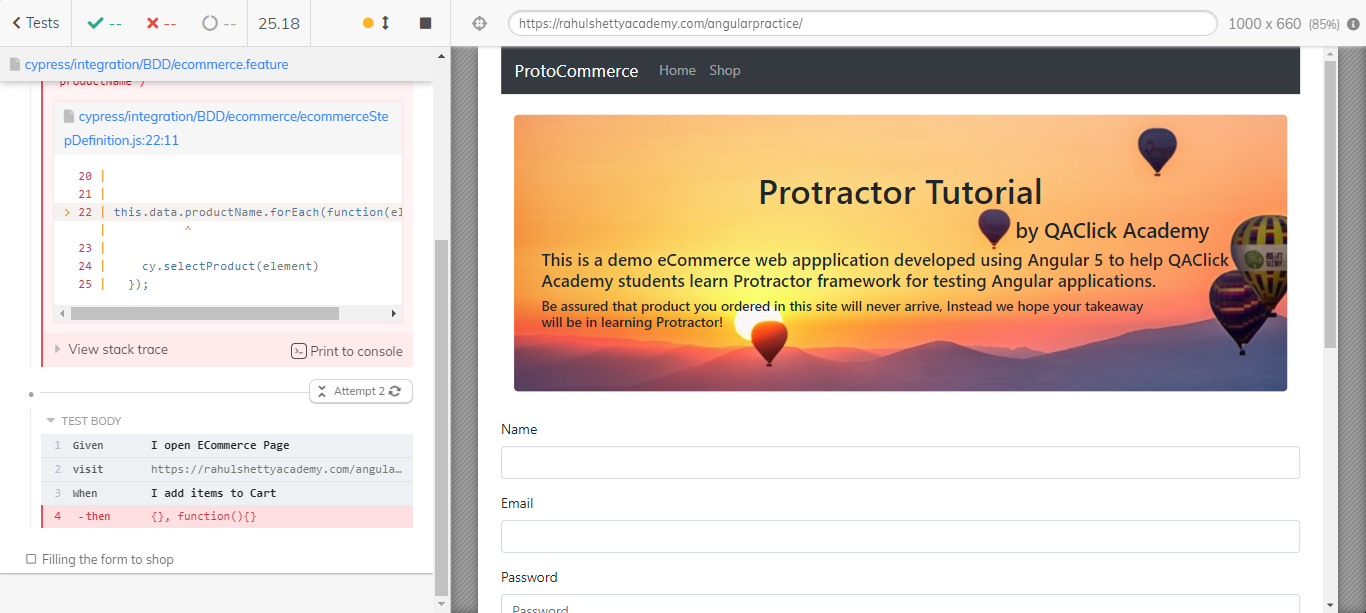 Tests
--
--
--
25.18
cypress/integration/BDD/ecommerce.feature
productName')
cypress/integration/BDD/ecommerce/ecommerceSte
pDefinition.js:22:11
20 |
21 |
> 22 | this.data.productName.forEach(function(el
| ^
23 |
24 | cy.selectProduct(element)
25 | });
View stack trace
Print to console
Attempt 2
TEST BODY
1 Given I open ECommerce Page
2 visit https://rahulshettyacademy.com/angula…
3 When I add items to Cart
4 -then {}, function(){}
Filling the form to shop
https://rahulshettyacademy.com/angularpractice/
1000 x 660 (85%)
ProtoCommerce Home Shop
Protractor Tutorial
by QAClick Academy
This is a demo eCommerce web appplication developed using Angular 5 to help QAClick
Academy students learn Protractor framework for testing Angular applications.
Be assured that product you ordered in this site will never arrive, Instead we hope your takeaway
will be in learning Protractor!
Name
Email
Password
Password